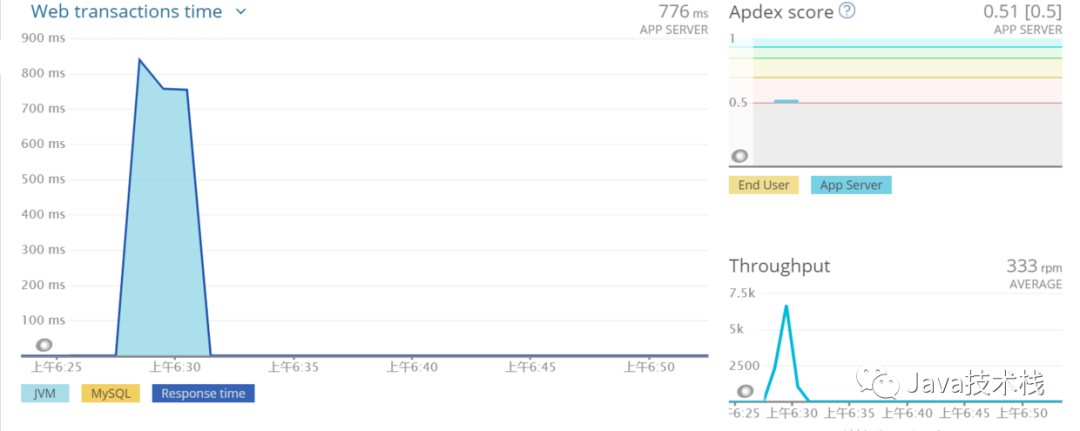 Web transactions time
776 ms
APP SERVER
900 ms
800 ms
700 ms
600 ms
500 ms
400 ms
300 ms
200 ms
100 ms
上午6:25 上午6:30 上午6:35 上午6:40 上午6:45 上午6:50
JVM MySQL Response time
Apdex score ?
0.51 [0.5]
APP SERVER
1
0.5
End User App Server
Throughput
333 rpm
AVERAGE
7.5k
5k
2500
Java技术栈
6:25 上午6:30 上午6:35 上午6:40 上午6:45 上午6:50